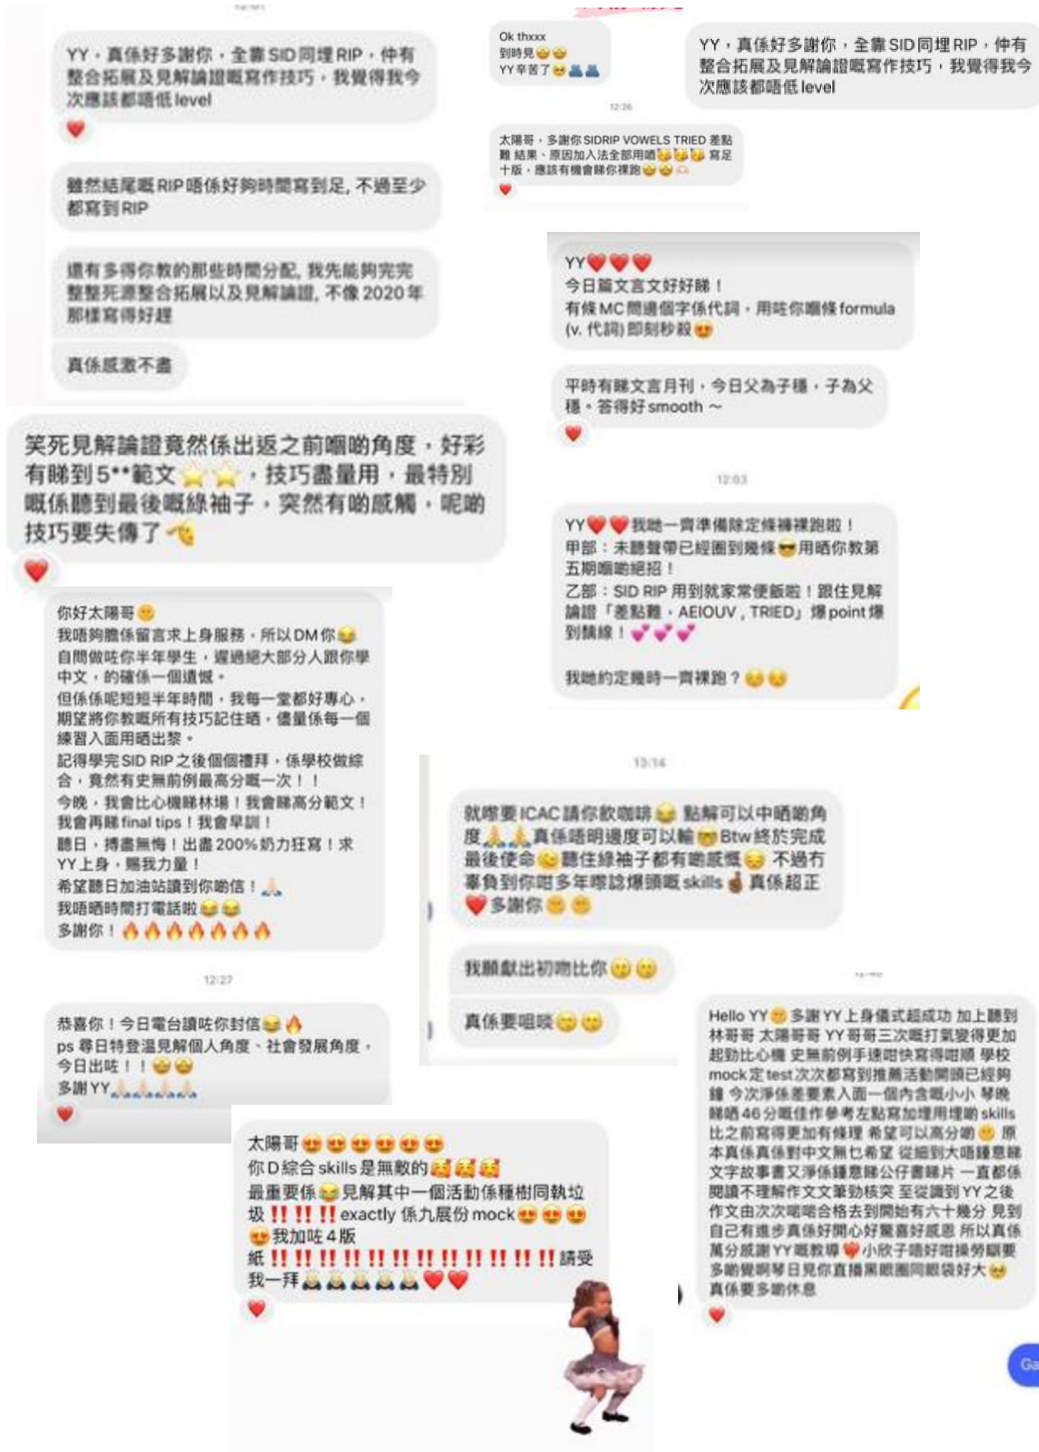 YY，真係好多謝你，全靠SID同埋RIP，仲有
整合拓展及見解論證嘅寫作技巧，我覺得我今
次應該都唔低level
雖然結尾嘅RIP唔係好夠時間寫到足, 不過至少
都寫到RIP
還有多得你教的那些時間分配, 我先能夠完完
整整死源整合拓展以及見解論證, 不像2020年
那樣寫得好趕
真係感激不盡
Ok thxxx
到時見🤩🤩
YY辛苦了🥹🫂🫂
12:26
太陽哥，多謝你SIDRIP VOWELS TRIED 差點
難 結果、原因加入法全部用晒🥳🥳🥳 寫足
十版，應該有機會睇你裸跑🤩🤩🫶🏻
YY，真係好多謝你，全靠SID同埋RIP，仲有
整合拓展及見解論證嘅寫作技巧，我覺得我今
次應該都唔低level
YY❤️❤️❤️
今日篇文言文好好睇！
有條MC問邊個字係代詞，用咗你嗰條formula
(v. 代詞) 即刻秒殺😍
平時有睇文言月刊，今日父為子穩，子為父
穩。答得好smooth ～
12:03
YY❤️❤️我哋一齊準備除定條褲裸跑啦！
甲部：未聽聲帶已經圈到幾條😎用晒你教第
五期嗰啲絕招！
乙部：SID RIP 用到就家常便飯啦！跟住見解
論證「差點難，AEIOUV , TRIED」爆point爆
到黐線！💕💕💕
我哋約定幾時一齊裸跑？😏😏
笑死見解論證竟然係出返之前嗰啲角度，好彩
有睇到5**範文⭐⭐，技巧盡量用，最特別
嘅係聽到最後嘅綠袖子，突然有啲感觸，呢啲
技巧要失傳了🫡
你好太陽哥🌞
我唔夠膽係留言求上身服務，所以DM你😂
自問做咗你半年學生，遲過絕大部分人跟你學
中文，的確係一個遺憾。
但係係呢短短半年時間，我每一堂都好專心，
期望將你教嘅所有技巧記住晒，儘量係每一個
練習入面用晒出黎。
記得學完SID RIP之後個個禮拜，係學校做綜
合，竟然有史無前例最高分嘅一次！！
今晚，我會比心機睇林場！我會睇高分範文！
我會再睇final tips！我會早訓！
聽日，搏盡無悔！出盡200%奶力狂寫！求
YY上身，賜我力量！
希望聽日加油站讀到你啲信！🙏🏻
我唔晒時間打電話啦😂😂
多謝你！🔥🔥🔥🔥🔥🔥🔥
12:27
恭喜你！今日電台讀咗你封信😂🔥
ps 尋日特登溫見解個人角度、社會發展角度，
今日出咗！！🤩🤩
多謝YY🙏🏻🙏🏻🙏🏻🙏🏻
13:14
就嚟要ICAC請你飲咖啡😂 點解可以中晒啲角
度🙏🏻🙏🏻真係唔明邊度可以輸🤓Btw終於完成
最後使命🫡聽住綠袖子都有啲感慨😔 不過冇
辜負到你咁多年嚟諗爆頭嘅skills☝🏾真係超正
❤️多謝你🌞🌞
我願獻出初吻比你😚😚
真係要咀啖😚😚
太陽哥😍😍😍😍😍😍
你D綜合skills是無敵的🥰🥰🥰
最重要係😂見解其中一個活動係種樹同執垃
圾‼️‼️‼️exactly 係九展份mock😍😍😍
😍我加咗4版
紙‼️‼️‼️‼️‼️‼️‼️‼️‼️‼️‼️‼️請受
我一拜🙇🏼🙇🏼🙇🏼🙇🏼🙇🏼❤️❤️
Hello YY🌞多謝YY上身儀式超成功 加上聽到
林哥哥 太陽哥哥 YY哥哥三次嘅打氣變得更加
起勁比心機 史無前例手速咁快寫得咁順 學校
mock定test次次都寫到推薦活動開頭已經夠
鐘 今次淨係差要素入面一個內含嘅小小 琴晚
睇晒46分嘅佳作參考左點寫加埋用埋啲skills
比之前寫得更加有條理 希望可以高分啲🌞 原
本真係真係對中文無乜希望 從細到大唔鍾意睇
文字故事書又淨係鍾意睇公仔書睇片 一直都係
閱讀不理解作文文筆勁核突 至從識到YY之後
作文由次次啱啱合格去到開始有六十幾分 見到
自己有進步真係好開心好驚喜好感恩 所以真係
萬分感謝YY嘅教導❤️小欣子唔好咁操勞瞓要
多啲覺啊琴日見你直播黑眼圈同眼袋好大🥹
真係要多啲休息
Ga